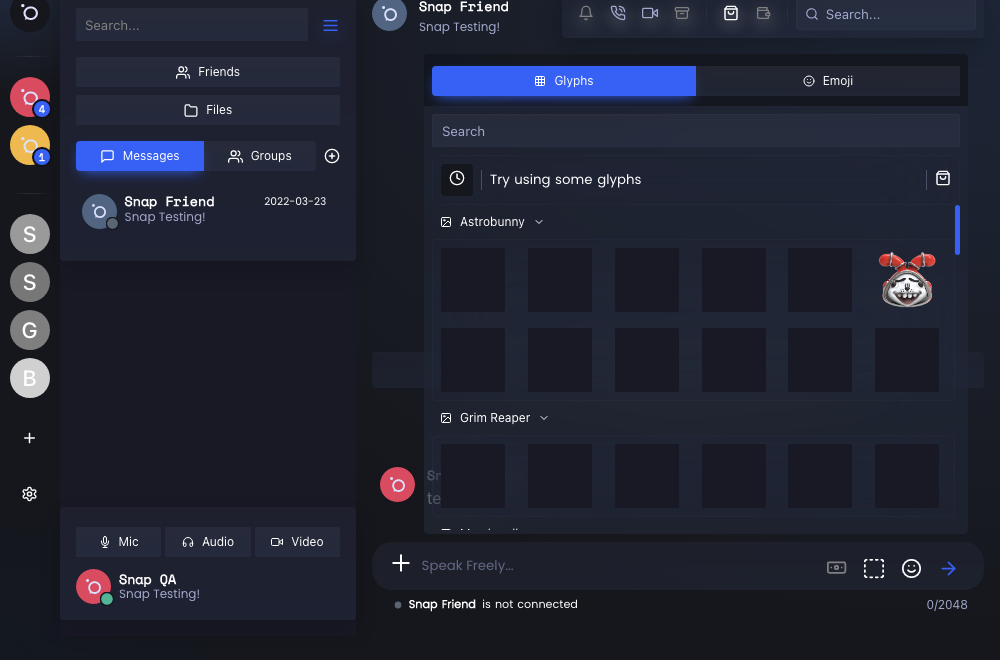 Search...
Friends
Files
Messages
Groups
Snap Friend
2022-03-23
Snap Testing!
4
1
S
S
G
B
Mic
Audio
Video
Snap QA
Snap Testing!
Snap Friend
Snap Testing!
Search...
Glyphs
Emoji
Search
Try using some glyphs
Astrobunny
Grim Reaper
Speak Freely...
Snap Friend is not connected
0/2048